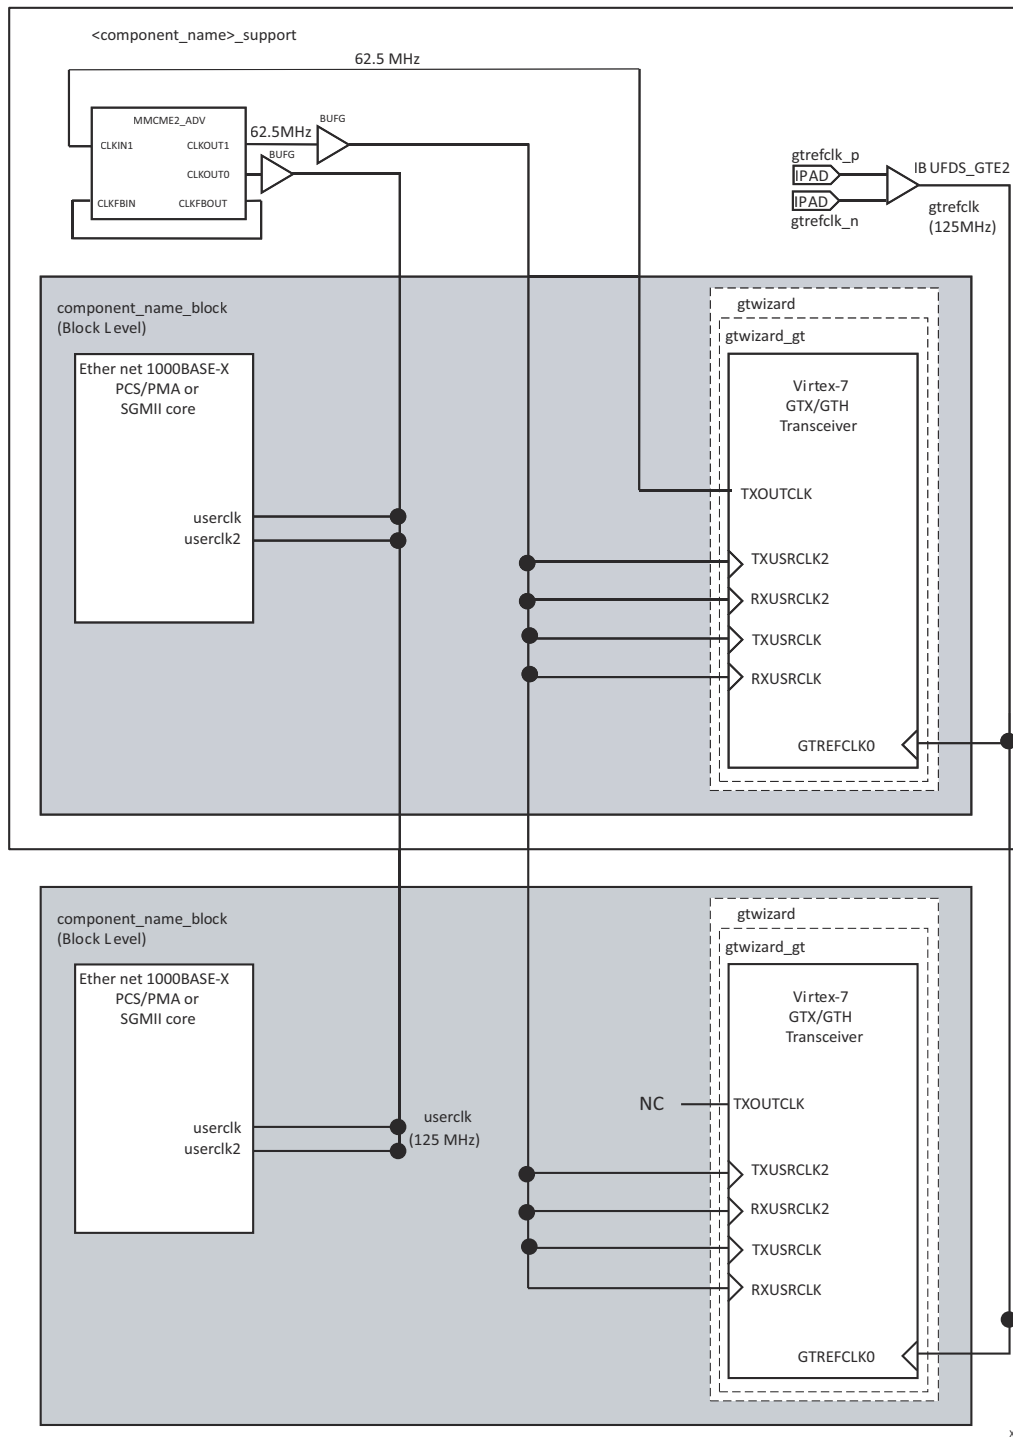 <component_name>_support
62.5 MHz
MMCME2_ADV
CLKIN1
CLKOUT1
CLKOUT0
CLKFBIN
CLKFBOUT
62.5MHz
BUFG
BUFG
gtrefclk_p
IPAD
IPAD
gtrefclk_n
IBUFDS_GTE2
gtrefclk
(125MHz)
component_name_block
(Block Level)
Ether net 1000BASE-X
PCS/PMA or
SGMII core
userclk
userclk2
gtwizard
gtwizard_gt
Virtex-7
GTX/GTH
Transceiver
TXOUTCLK
TXUSRCLK2
RXUSRCLK2
TXUSRCLK
RXUSRCLK
GTREFCLK0
component_name_block
(Block Level)
Ether net 1000BASE-X
PCS/PMA or
SGMII core
userclk
userclk2
userclk
(125 MHz)
gtwizard
gtwizard_gt
Virtex-7
GTX/GTH
Transceiver
NC
TXOUTCLK
TXUSRCLK2
RXUSRCLK2
TXUSRCLK
RXUSRCLK
GTREFCLK0